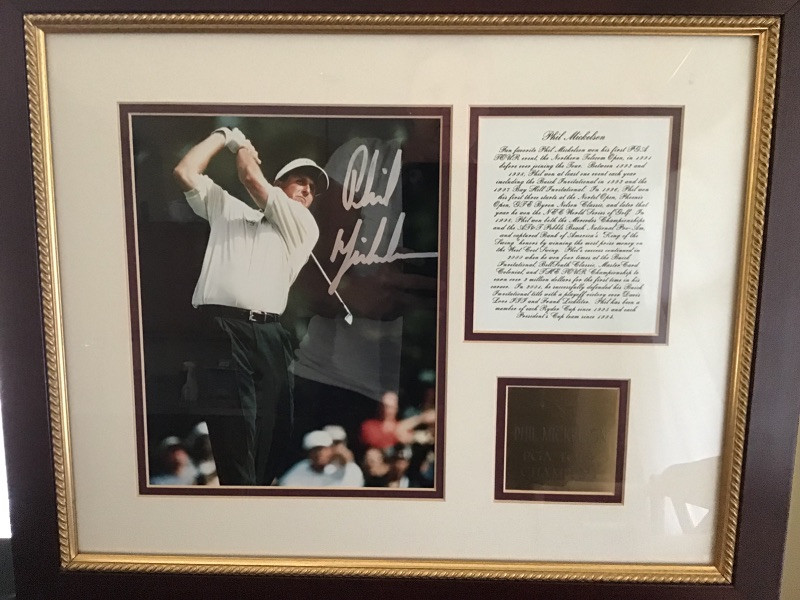 Phil
Mickelson
Phil Mickelson
Fan favorite Phil Mickelson won his first PGA
TOUR event, the Northern Telecom Open, in 1991
before ever joining the Tour. Between 1993 and
1998, Phil won at least one event each year
including the Buick Invitational in 1993 and the
1997 Bay Hill Invitational. In 1996, Phil won
his first three starts at the Nortel Open, Phoenix
Open, GTE Byron Nelson Classic, and later that
year he won the NEC World Series of Golf. In
1998, Phil won both the Mercedes Championships
and the AT&T Pebble Beach National Pro-Am
and captured Bank of America's "King of the
Swing" honors by winning the most prize money on
the West Coast Swing. Phil's success continued in
2000 when he won four times at the Buick
Invitational, BellSouth Classic, MasterCard
Colonial, and THE TOUR Championship to
earn over 4 million dollars for the first time in his
career. In 2001, he successfully defended his Buick
Invitational title with a playoff victory over Davis
Love III and Frank Lickliter. Phil has been a
member of each Ryder Cup since 1995 and each
President's Cup team since 1994.
PHIL MICKELSON